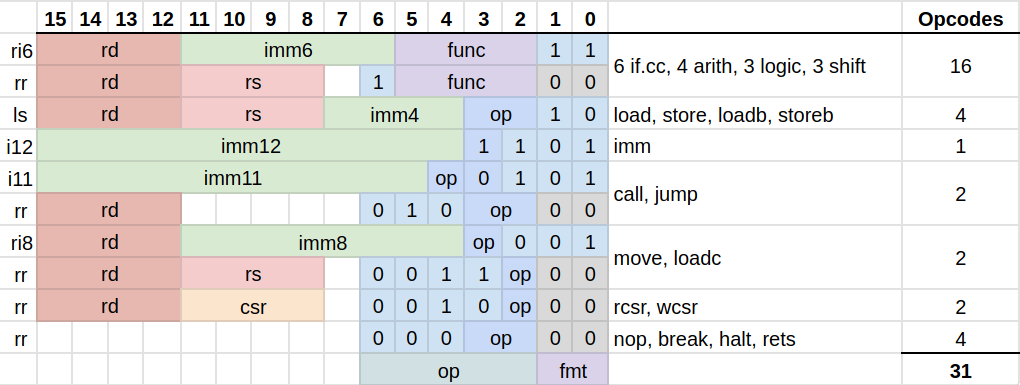 15 14 13 12 11 10 9 8 7 6 5 4 3 2 1 0 Opcodes
ri6 rd imm6 func 1 1 6 if.cc, 4 arith, 3 logic, 3 shift 16
rr rd rs 1 func 0 0
ls rd rs imm4 op 1 0 load, store, loadb, storeb 4
i12 imm12 1 1 0 1 imm 1
i11 imm11 op 0 1 0 1 call, jump 2
rr rd 0 1 0 op 0 0
ri8 rd imm8 op 0 0 1 move, loadc 2
rr rd rs 0 0 1 1 op 0 0
rr rd csr 0 0 1 0 op 0 0 rcsr, wcsr 2
rr 0 0 0 op 0 0 nop, break, halt, rets 4
op fmt 31